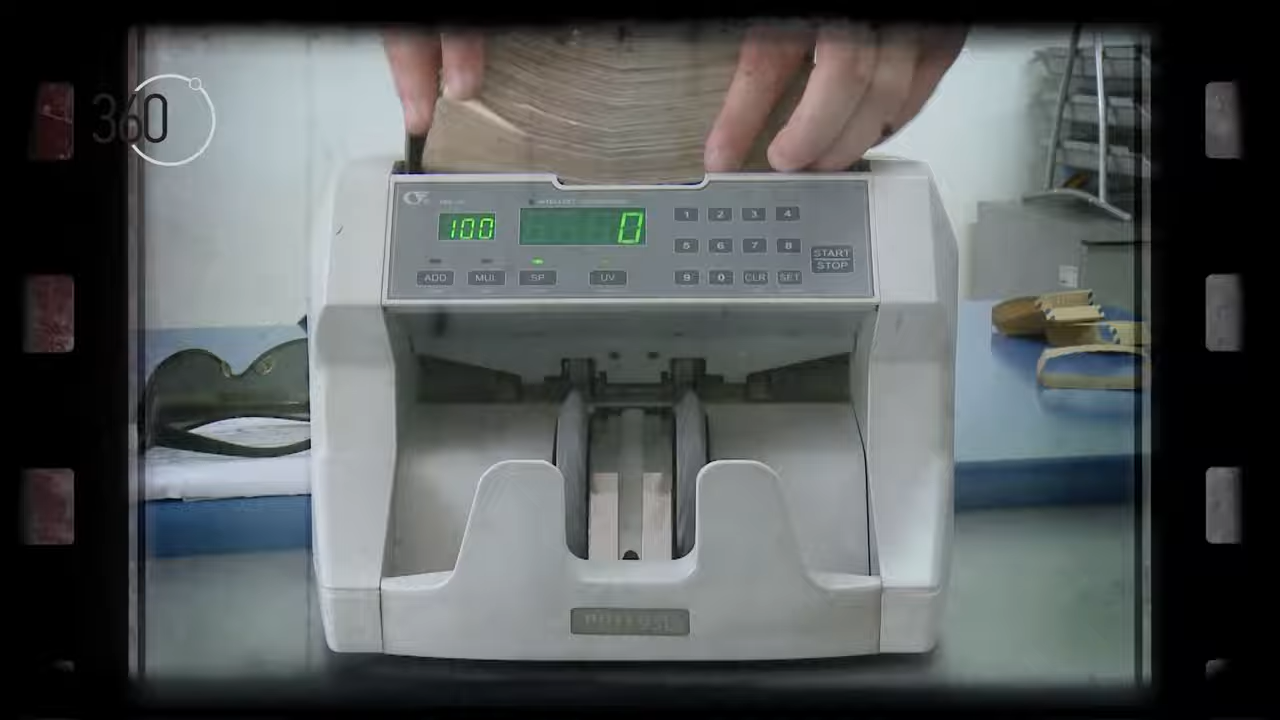 360
100
0
1 2 3 4
5 6 7 8
START
STOP
ADD MUL SP UV
9 0 CLR SET